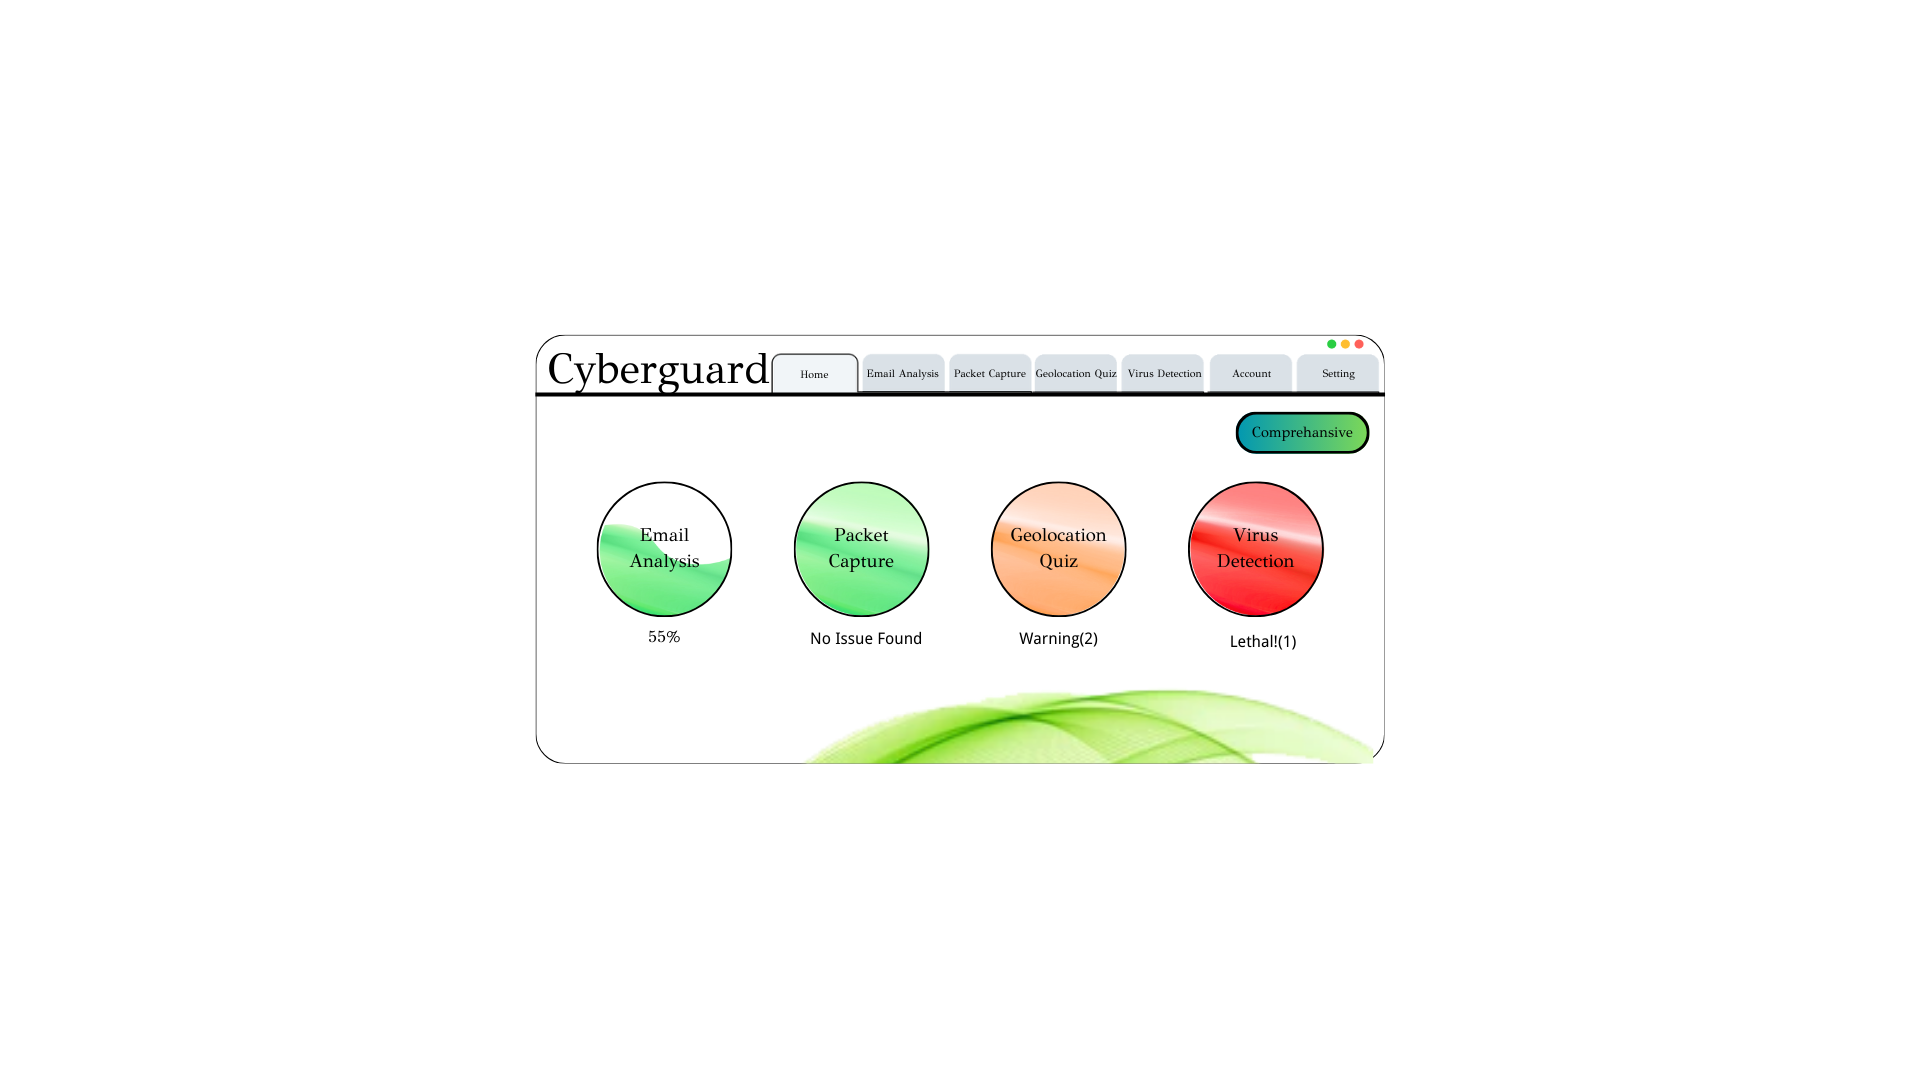 Cyberguard
Home
Email Analysis
Packet Capture
Geolocation Quiz
Virus Detection
Account
Setting
Comprehansive
Email
Analysis
Packet
Capture
Geolocation
Quiz
Virus
Detection
55%
No Issue Found
Warning(2)
Lethal!(1)